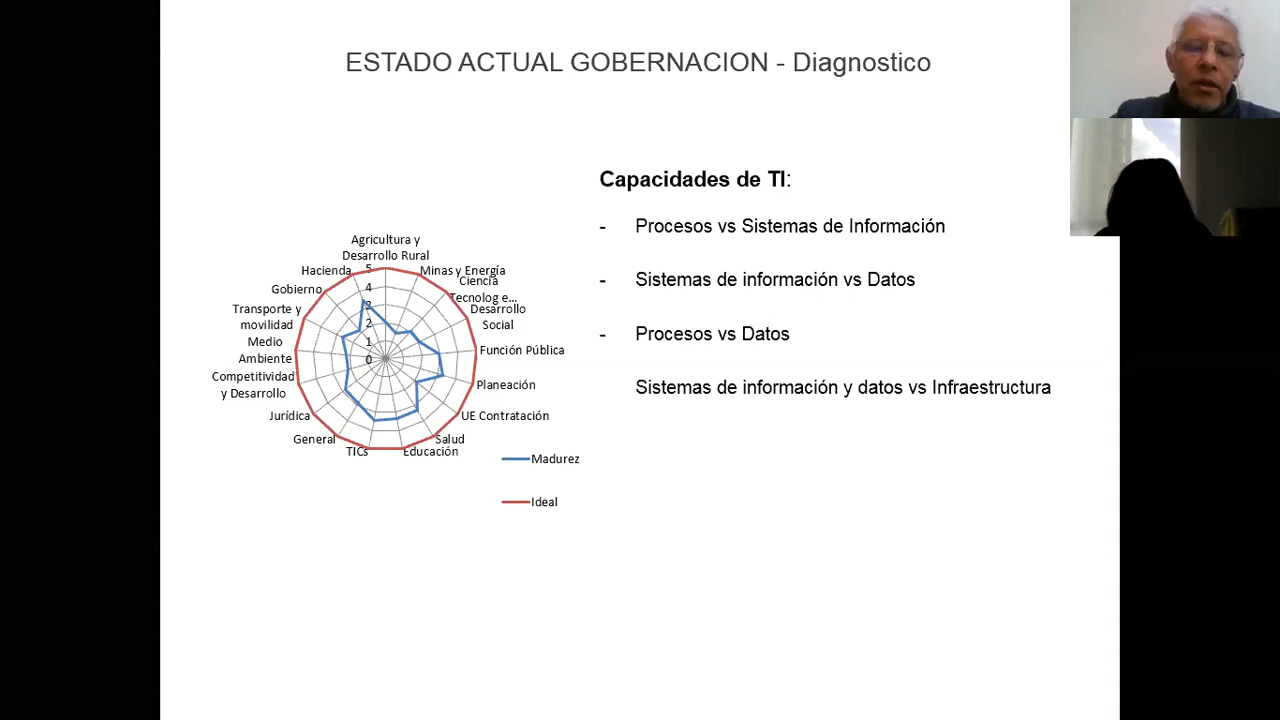 ESTADO ACTUAL GOBERNACION - Diagnostico
Capacidades de TI:
- Procesos vs Sistemas de Información
- Sistemas de información vs Datos
- Procesos vs Datos
Sistemas de información y datos vs Infraestructura
Agricultura y
Desarrollo Rural
Minas y Energía
Ciencia
Tecnolog e...
Desarrollo
Social
Función Pública
Planeación
UE Contratación
Salud
Educación
TICs
General
Jurídica
Competitividad
y Desarrollo
Medio
Ambiente
Transporte y
movilidad
Gobierno
Hacienda
5
4
3
2
1
0
Madurez
Ideal